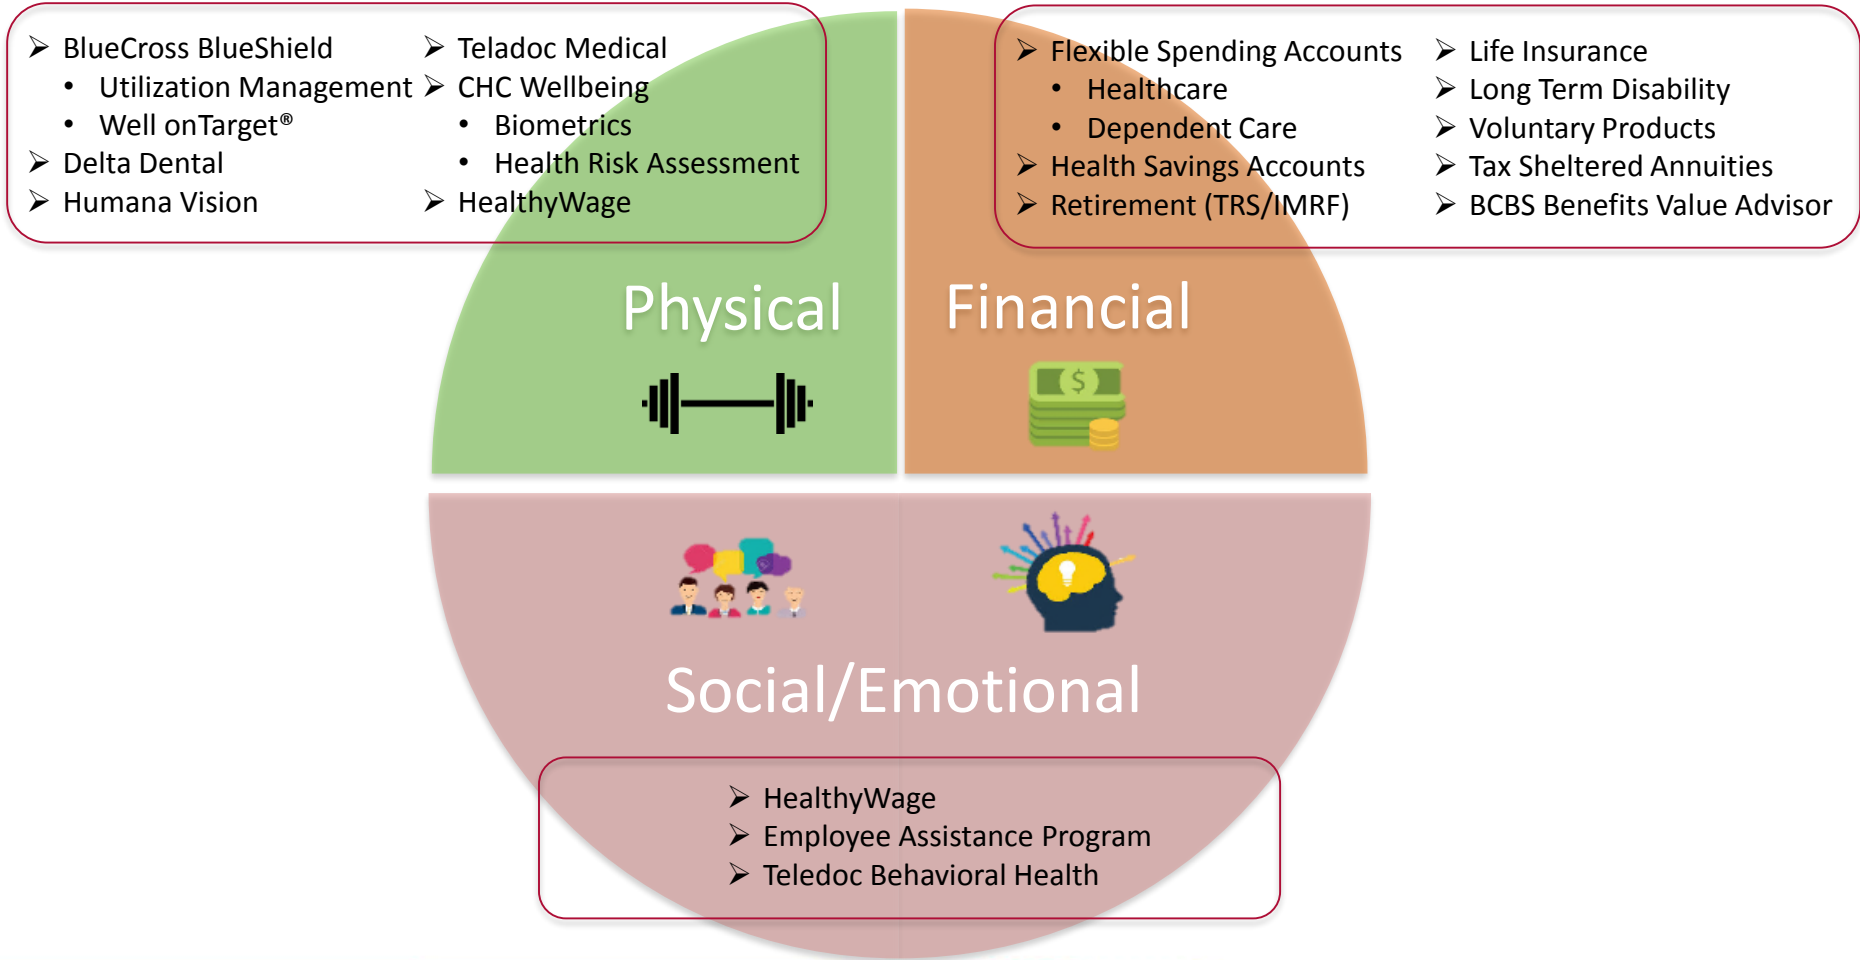 ➢ BlueCross BlueShield
• Utilization Management
• Well onTarget®
➢ Delta Dental
➢ Humana Vision
➢ Teladoc Medical
➢ CHC Wellbeing
• Biometrics
• Health Risk Assessment
➢ HealthyWage
➢ Flexible Spending Accounts
• Healthcare
• Dependent Care
➢ Health Savings Accounts
➢ Retirement (TRS/IMRF)
➢ Life Insurance
➢ Long Term Disability
➢ Voluntary Products
➢ Tax Sheltered Annuities
➢ BCBS Benefits Value Advisor
Physical
Financial
$
Social/Emotional
➢ HealthyWage
➢ Employee Assistance Program
➢ Teledoc Behavioral Health